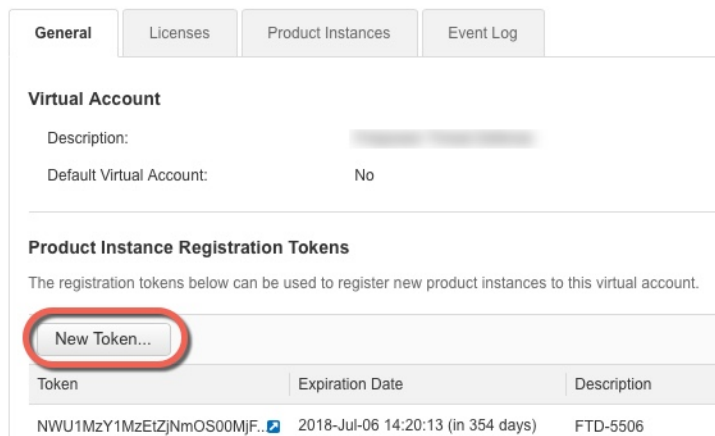 General Licenses Product Instances Event Log
Virtual Account
Description:
Default Virtual Account: No
Product Instance Registration Tokens
The registration tokens below can be used to register new product instances to this virtual account.
New Token...
Token Expiration Date Description
NWU1MzY1MzEtZjNmOS00MjF... 2018-Jul-06 14:20:13 (in 354 days) FTD-5506